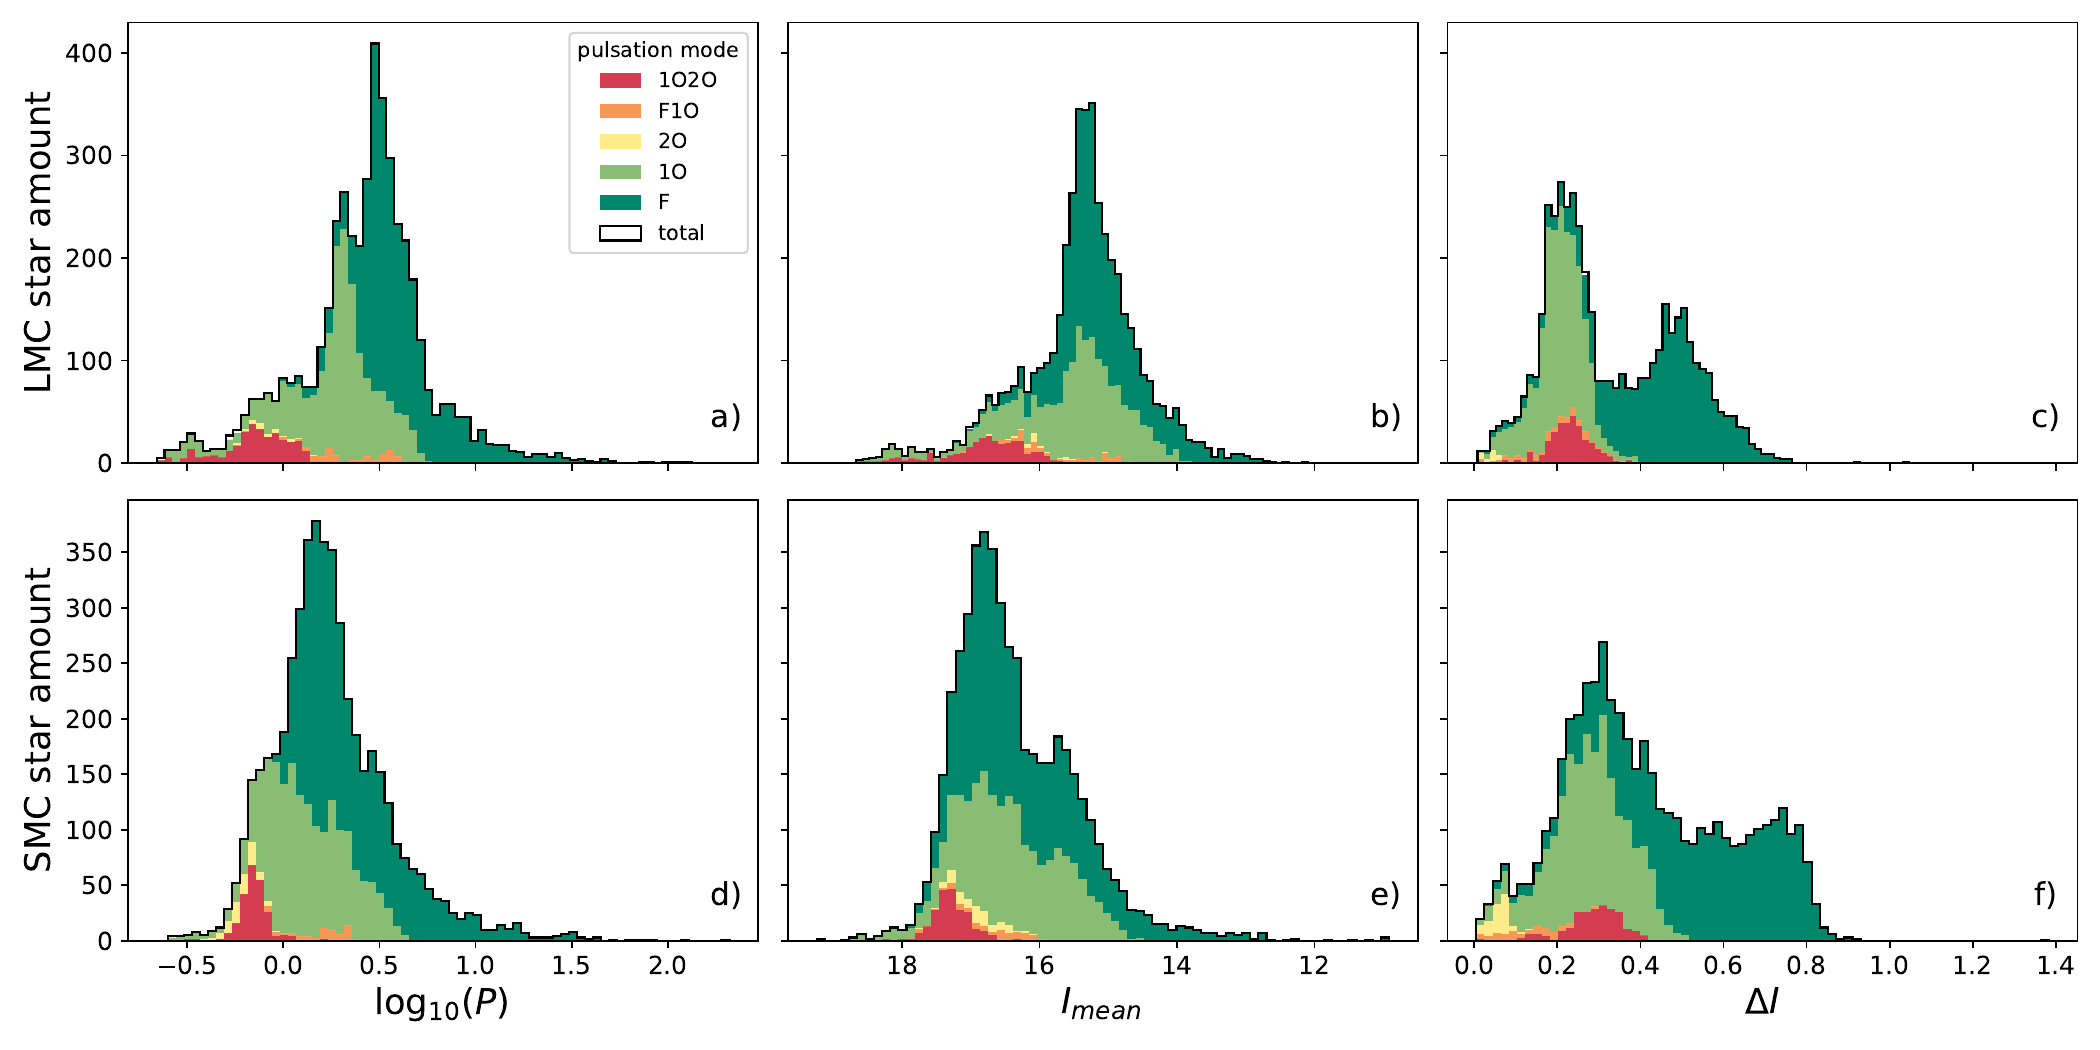 LMC star amount
400
300
200
100
0
pulsation mode
1O2O
F1O
2O
1O
F
total
a)
b)
c)
SMC star amount
350
300
250
200
150
100
50
0
d)
e)
f)
−0.5 0.0 0.5 1.0 1.5 2.0
18 16 14 12
0.0 0.2 0.4 0.6 0.8 1.0 1.2 1.4
log₁₀(P)
I_mean
ΔI